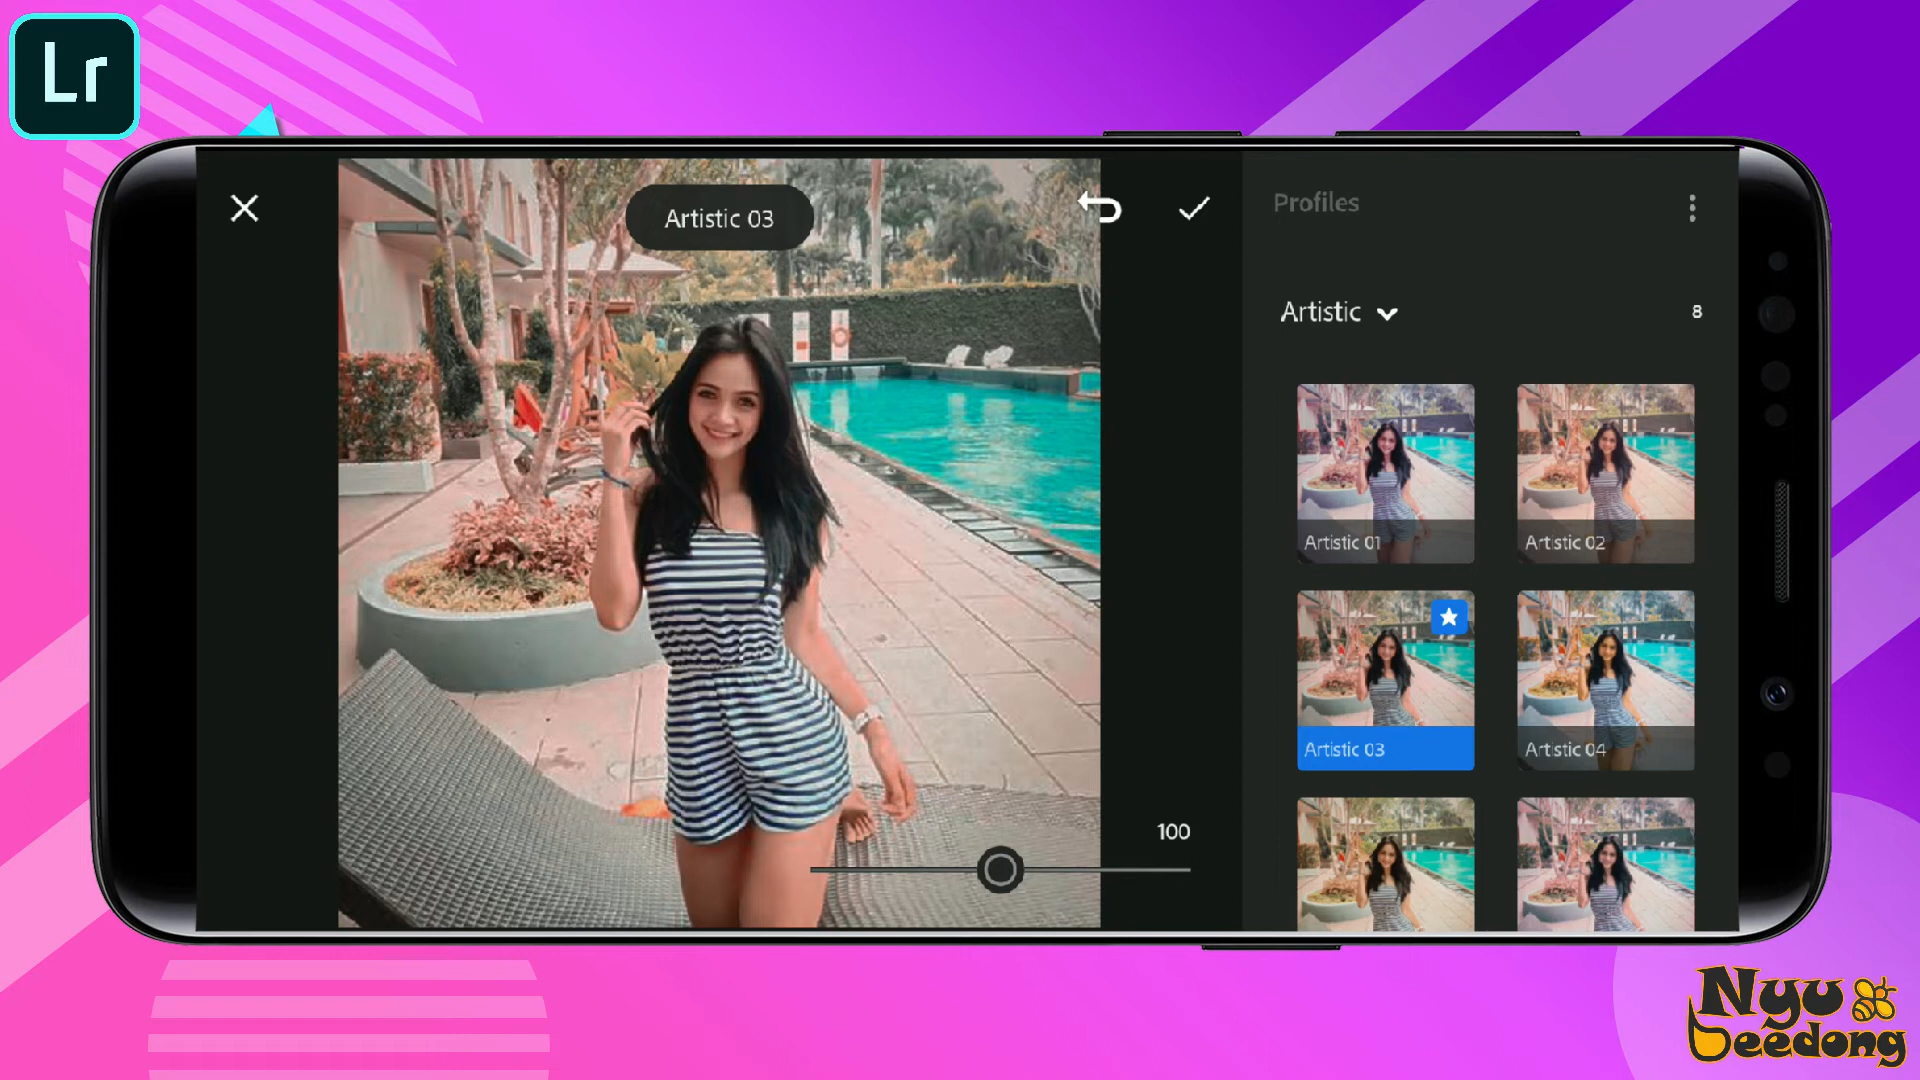 Lr
Artistic 03
Profiles
Artistic
8
Artistic 01
Artistic 02
Artistic 03
Artistic 04
100
Nyu
beedong